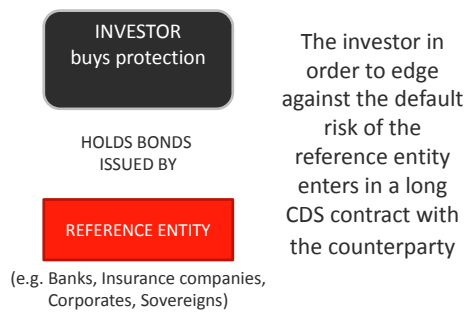 INVESTOR
buys protection
HOLDS BONDS
ISSUED BY
REFERENCE ENTITY
(e.g. Banks, Insurance companies,
Corporates, Sovereigns)
The investor in
order to edge
against the default
risk of the
reference entity
enters in a long
CDS contract with
the counterparty